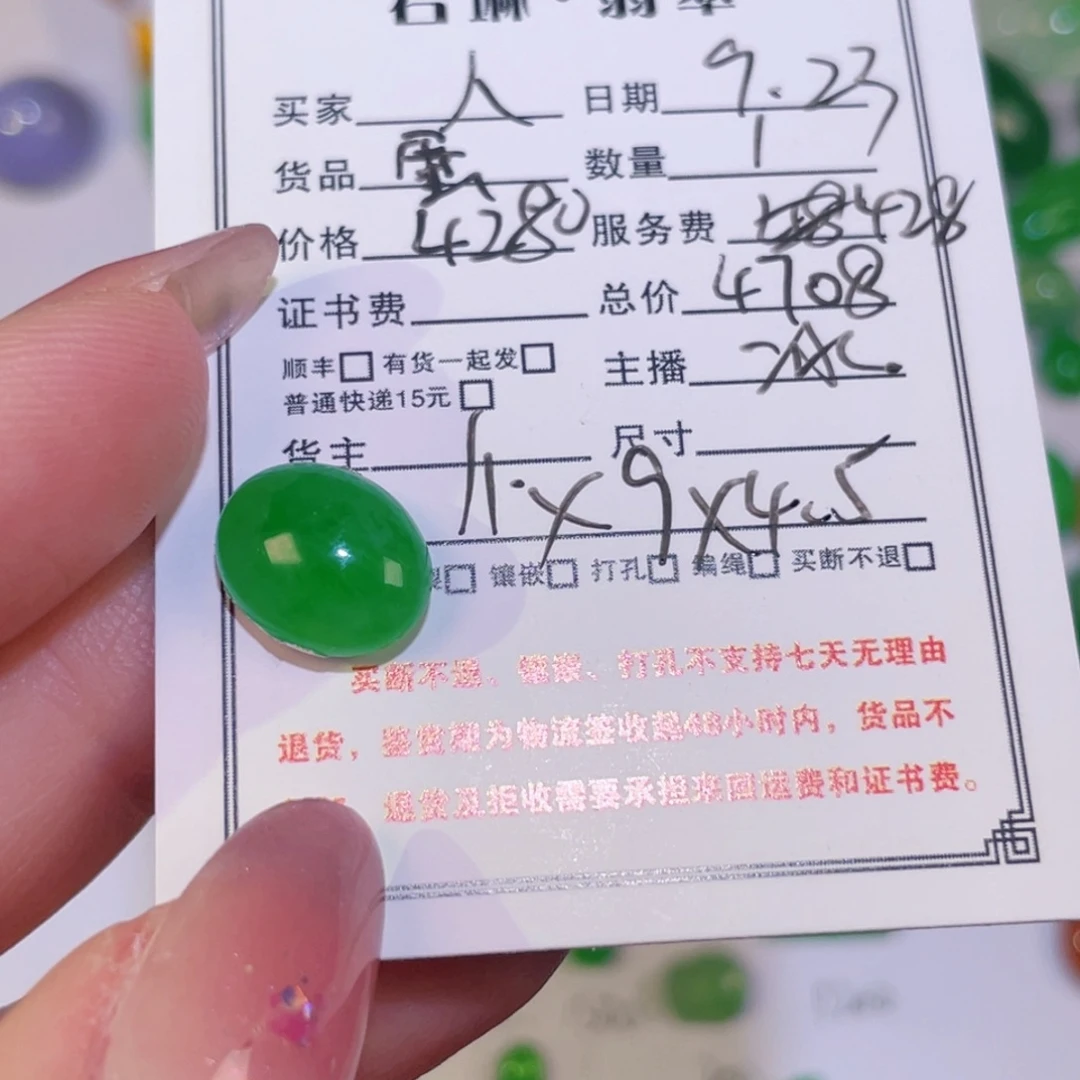 翡翠
买家 人 日期 9.23
货品 蛋 数量 1
价格 4280 服务费 428
证书费 总价 4708
顺丰 有货一起发 主播
普通快递15元
货主 尺寸
11.x9x4.5
镶嵌 打孔 编绳 买断不退
买断不退、镶嵌、打孔不支持七天无理由
退货，鉴赏期为物流签收起48小时内，货品不
退货及拒收需要承担来回运费和证书费。